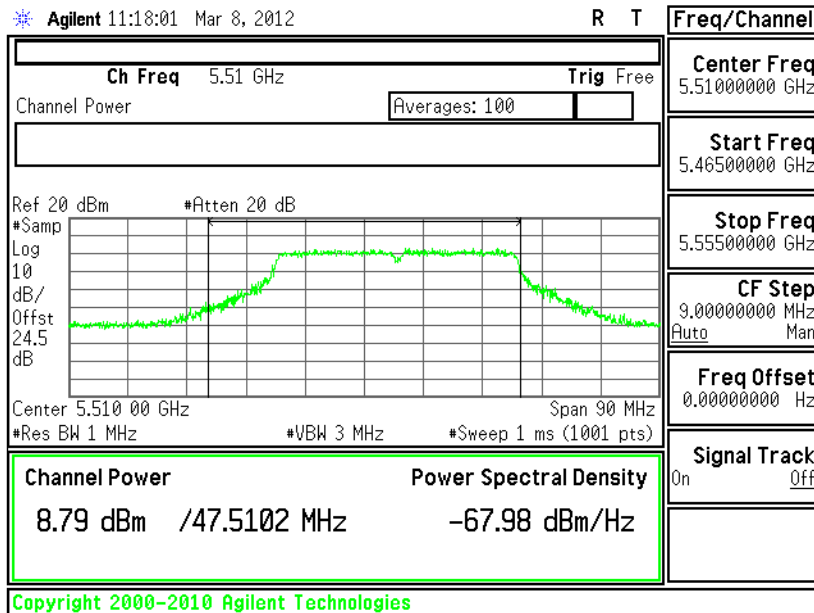 Agilent 11:18:01 Mar 8, 2012 R T
Ch Freq 5.51 GHz Trig Free
Channel Power Averages: 100
Ref 20 dBm #Atten 20 dB
#Samp
Log
10
dB/
Offst
24.5
dB
Center 5.510 00 GHz Span 90 MHz
#Res BW 1 MHz #VBW 3 MHz #Sweep 1 ms (1001 pts)
Channel Power Power Spectral Density
8.79 dBm /47.5102 MHz -67.98 dBm/Hz
Copyright 2000-2010 Agilent Technologies
Freq/Channel
Center Freq
5.51000000 GHz
Start Freq
5.46500000 GHz
Stop Freq
5.55500000 GHz
CF Step
9.00000000 MHz
Auto Man
Freq Offset
0.00000000 Hz
Signal Track
On Off